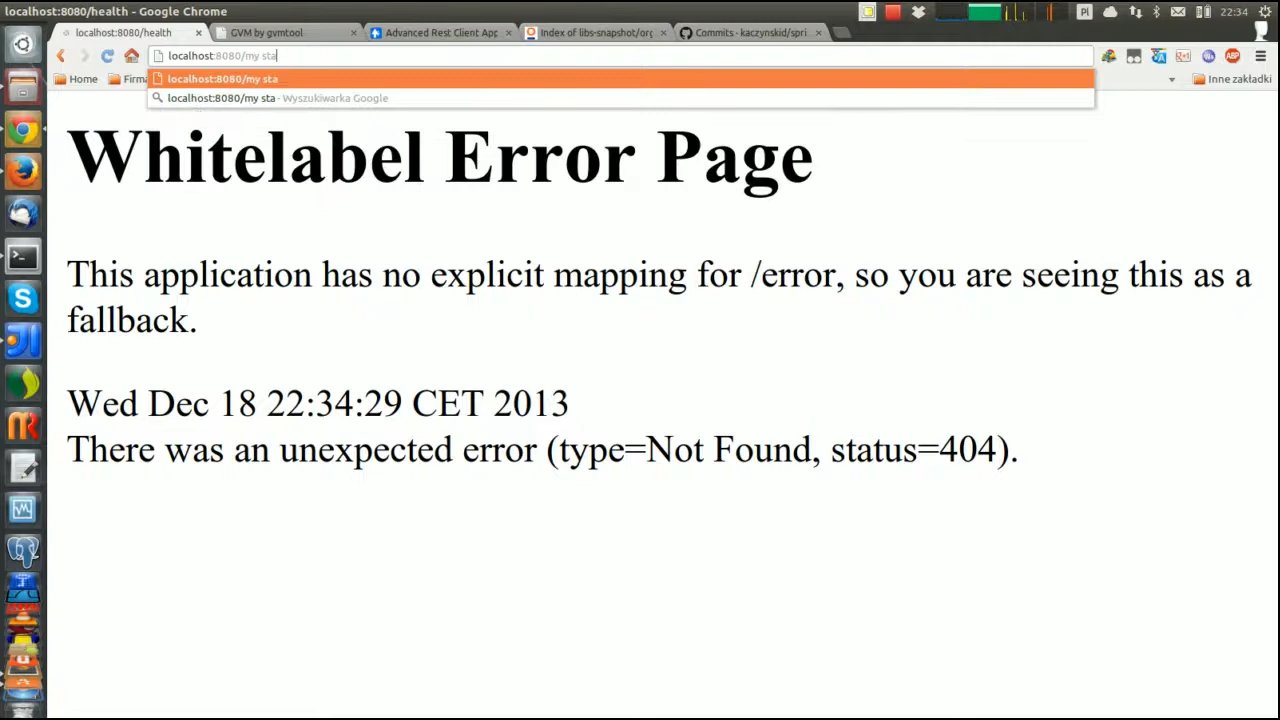 localhost:8080/health - Google Chrome
Pl
22:34
localhost:8080/health
GVM by gvmtool
Advanced Rest Client App
Index of libs-snapshot/org
Commits · kaczynskid/spri
localhost:8080/my sta
Home
Firma
localhost:8080/my sta
localhost:8080/my sta - Wyszukiwarka Google
ABP
Inne zakładki
Whitelabel Error Page
This application has no explicit mapping for /error, so you are seeing this as a
fallback.
Wed Dec 18 22:34:29 CET 2013
There was an unexpected error (type=Not Found, status=404).